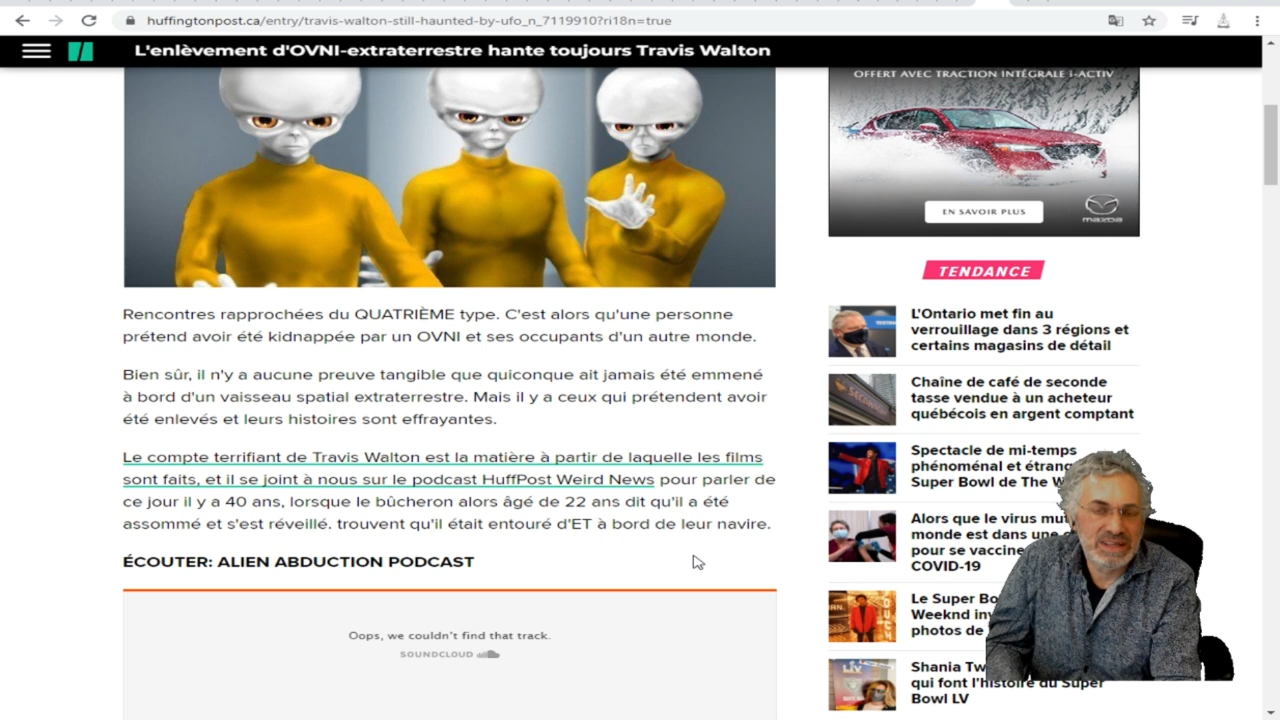 huffingtonpost.ca/entry/travis-walton-still-haunted-by-ufo_n_7119910?ri18n=true
L'enlèvement d'OVNI-extraterrestre hante toujours Travis Walton
OFFERT AVEC TRACTION INTÉGRALE i-ACTIV
EN SAVOIR PLUS
mazda
Rencontres rapprochées du QUATRIÈME type. C'est alors qu'une personne
prétend avoir été kidnappée par un OVNI et ses occupants d'un autre monde.
Bien sûr, il n'y a aucune preuve tangible que quiconque ait jamais été emmené
à bord d'un vaisseau spatial extraterrestre. Mais il y a ceux qui prétendent avoir
été enlevés et leurs histoires sont effrayantes.
Le compte terrifiant de Travis Walton est la matière à partir de laquelle les films
sont faits, et il se joint à nous sur le podcast HuffPost Weird News pour parler de
ce jour il y a 40 ans, lorsque le bûcheron alors âgé de 22 ans dit qu'il a été
assommé et s'est réveillé. trouvent qu'il était entouré d'ET à bord de leur navire.
ÉCOUTER: ALIEN ABDUCTION PODCAST
Oops, we couldn't find that track.
SOUNDCLOUD
TENDANCE
L'Ontario met fin au
verrouillage dans 3 régions et
certains magasins de détail
Chaîne de café de seconde
tasse vendue à un acheteur
québécois en argent comptant
Spectacle de mi-temps
phénoménal et étrang
Super Bowl de The W
Alors que le virus mu
monde est dans une
pour se vaccine
COVID-19
Le Super Bo
Weeknd inv
photos de
Shania Tw
qui font l'histoire du Super
Bowl LV